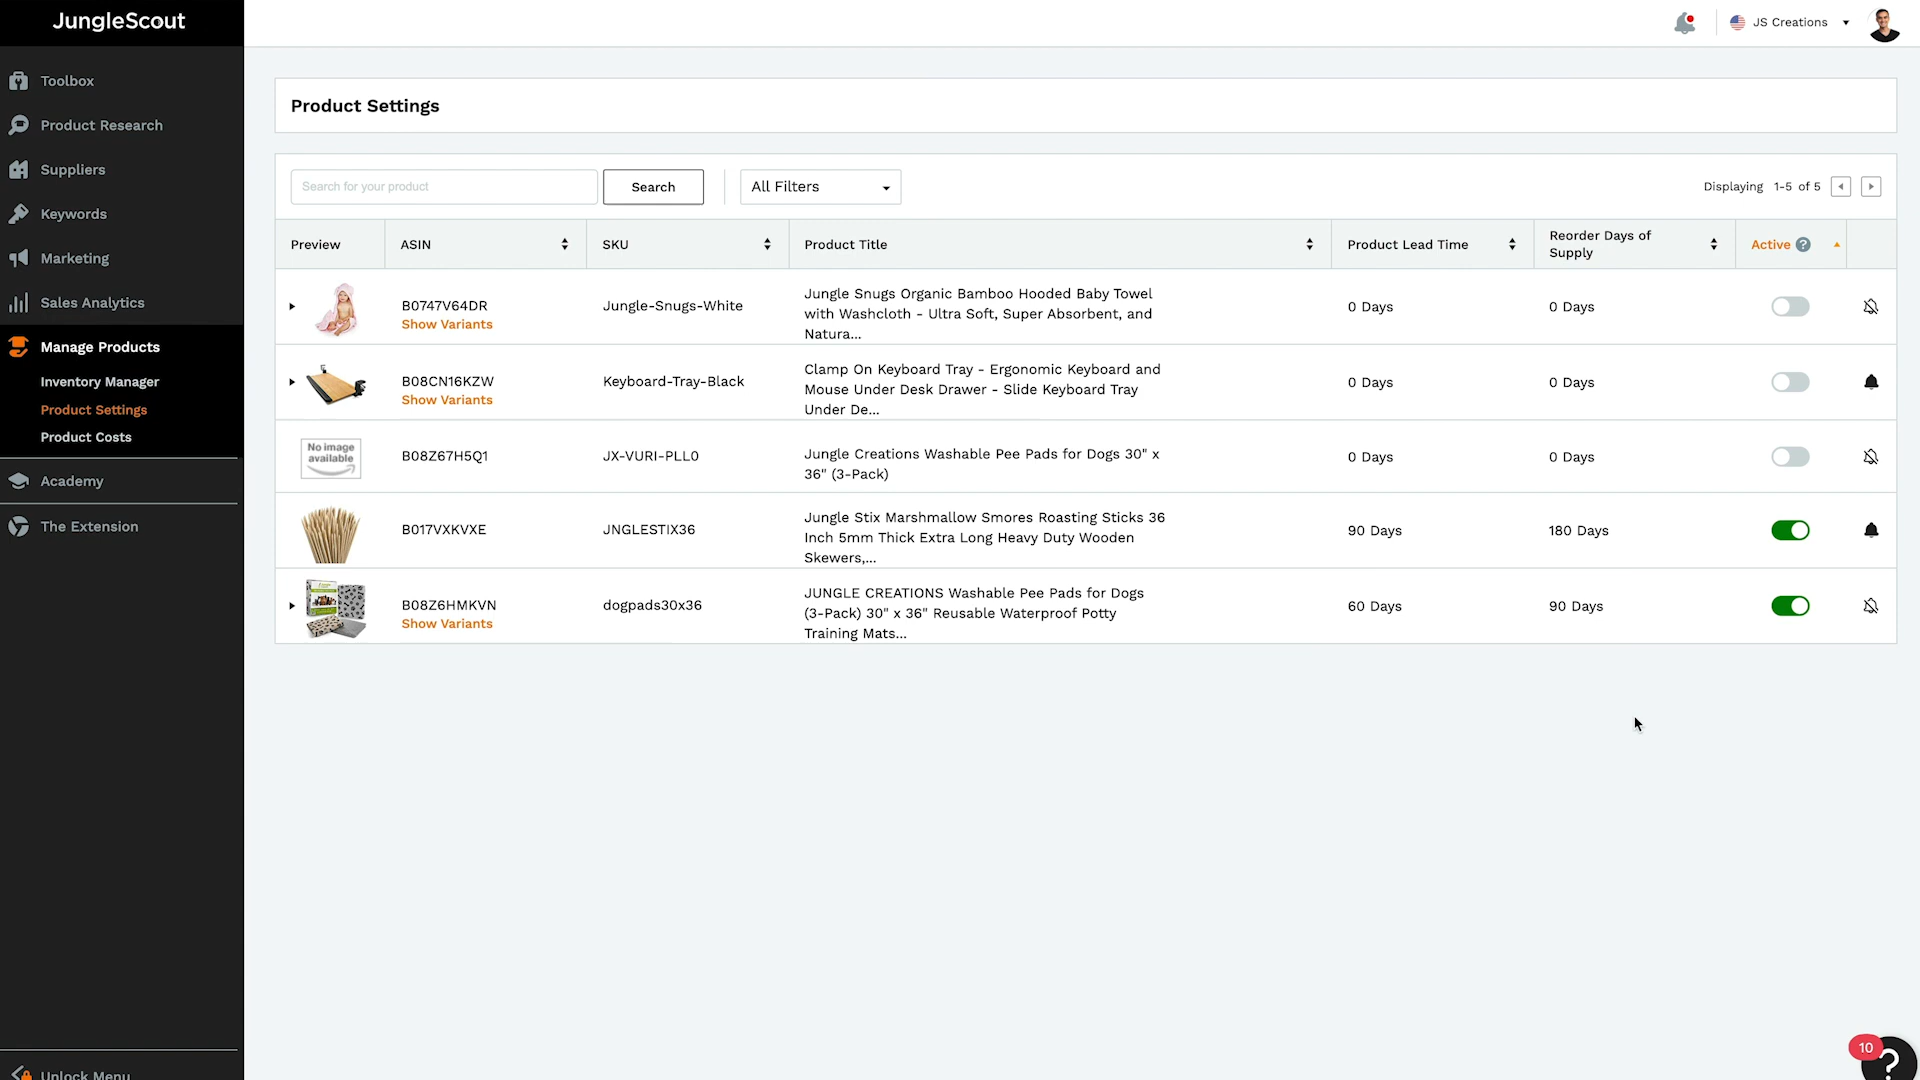 JungleScout
JS Creations
Toolbox
Product Research
Suppliers
Keywords
Marketing
Sales Analytics
Manage Products
Inventory Manager
Product Settings
Product Costs
Academy
The Extension
Unlock Menu
Product Settings
Search for your product
Search
All Filters
Displaying 1-5 of 5
Preview
ASIN
SKU
Product Title
Product Lead Time
Reorder Days of
Supply
Active ?
B0747V64DR
Show Variants
Jungle-Snugs-White
Jungle Snugs Organic Bamboo Hooded Baby Towel
with Washcloth - Ultra Soft, Super Absorbent, and
Natura...
0 Days
0 Days
B08CN16KZW
Show Variants
Keyboard-Tray-Black
Clamp On Keyboard Tray - Ergonomic Keyboard and
Mouse Under Desk Drawer - Slide Keyboard Tray
Under De...
0 Days
0 Days
No image
available
B08Z67H5Q1
JX-VURI-PLL0
Jungle Creations Washable Pee Pads for Dogs 30" x
36" (3-Pack)
0 Days
0 Days
B017VXKVXE
JNGLESTIX36
Jungle Stix Marshmallow Smores Roasting Sticks 36
Inch 5mm Thick Extra Long Heavy Duty Wooden
Skewers,...
90 Days
180 Days
B08Z6HMKVN
Show Variants
dogpads30x36
JUNGLE CREATIONS Washable Pee Pads for Dogs
(3-Pack) 30" x 36" Reusable Waterproof Potty
Training Mats...
60 Days
90 Days
10
?